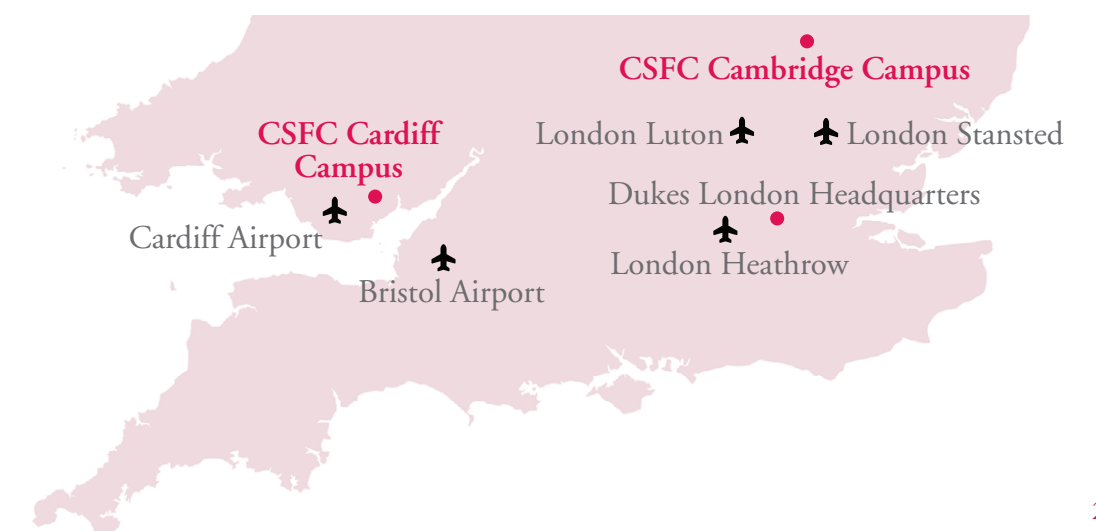 CSFC Cambridge Campus
CSFC Cardiff
Campus
London Luton
London Stansted
Dukes London Headquarters
Cardiff Airport
London Heathrow
Bristol Airport